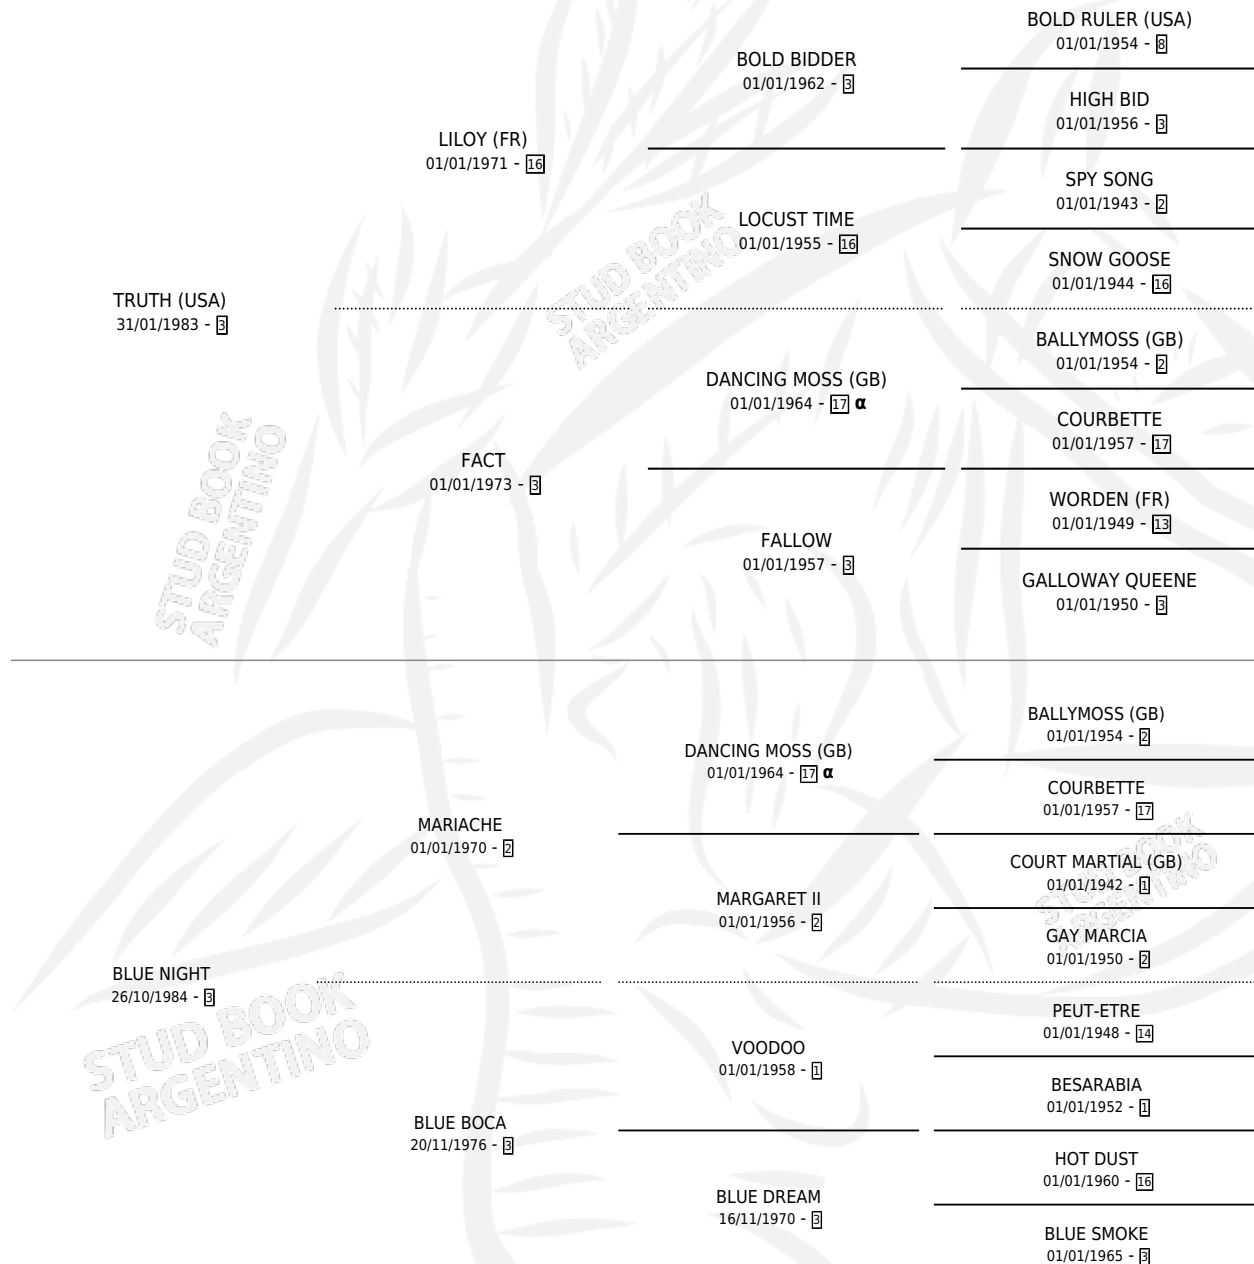 BOLD RULER (USA)
01/01/1954 - 8
BOLD BIDDER
01/01/1962 - 3
HIGH BID
01/01/1956 - 3
LILOY (FR)
01/01/1971 - 16
SPY SONG
01/01/1943 - 2
LOCUST TIME
01/01/1955 - 16
SNOW GOOSE
01/01/1944 - 16
STUD BOOK
ARGENTINO
TRUTH (USA)
31/01/1983 - 3
BALLYMOSS (GB)
01/01/1954 - 2
DANCING MOSS (GB)
01/01/1964 - 17 α
COURBETTE
01/01/1957 - 17
FACT
01/01/1973 - 3
WORDEN (FR)
01/01/1949 - 13
FALLOW
01/01/1957 - 3
GALLOWAY QUEENE
01/01/1950 - 3
STUD BOOK
ARGENTINO
BALLYMOSS (GB)
01/01/1954 - 2
DANCING MOSS (GB)
01/01/1964 - 17 α
COURBETTE
01/01/1957 - 17
MARIACHE
01/01/1970 - 2
COURT MARTIAL (GB)
01/01/1942 - 1
STUD BOOK
ARGENTINO
MARGARET II
01/01/1956 - 2
GAY MARCIA
01/01/1950 - 2
BLUE NIGHT
26/10/1984 - 3
PEUT-ETRE
01/01/1948 - 14
STUD BOOK
ARGENTINO
VOODOO
01/01/1958 - 1
BESARABIA
01/01/1952 - 1
BLUE BOCA
20/11/1976 - 3
HOT DUST
01/01/1960 - 16
BLUE DREAM
16/11/1970 - 3
BLUE SMOKE
01/01/1965 - 3